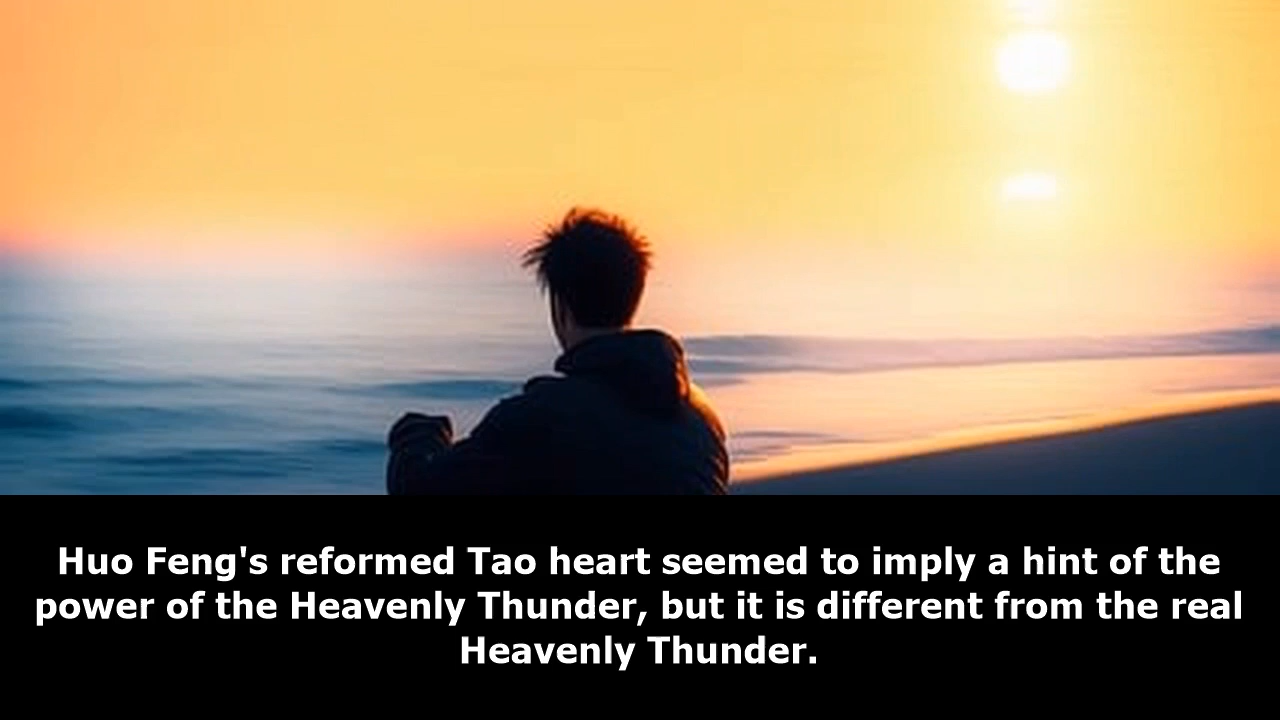 Huo Feng's reformed Tao heart seemed to imply a hint of the
power of the Heavenly Thunder, but it is different from the real
Heavenly Thunder.